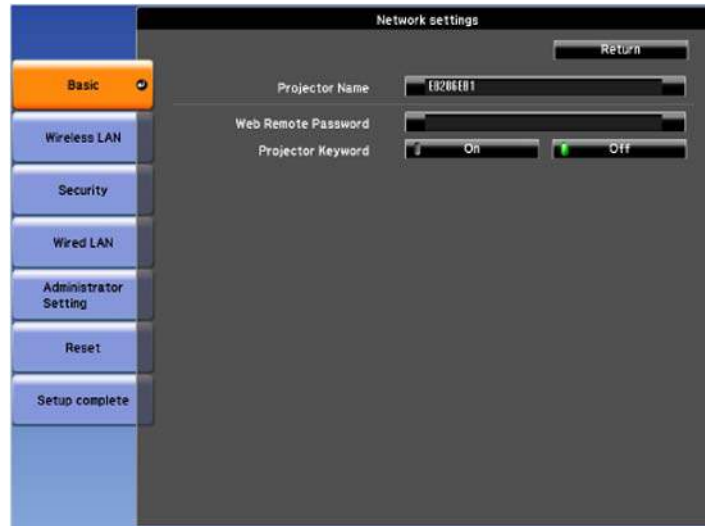 Network settings
Return
Basic
Projector Name EB2B6EB1
Wireless LAN
Web Remote Password
Projector Keyword On Off
Security
Wired LAN
Administrator
Setting
Reset
Setup complete